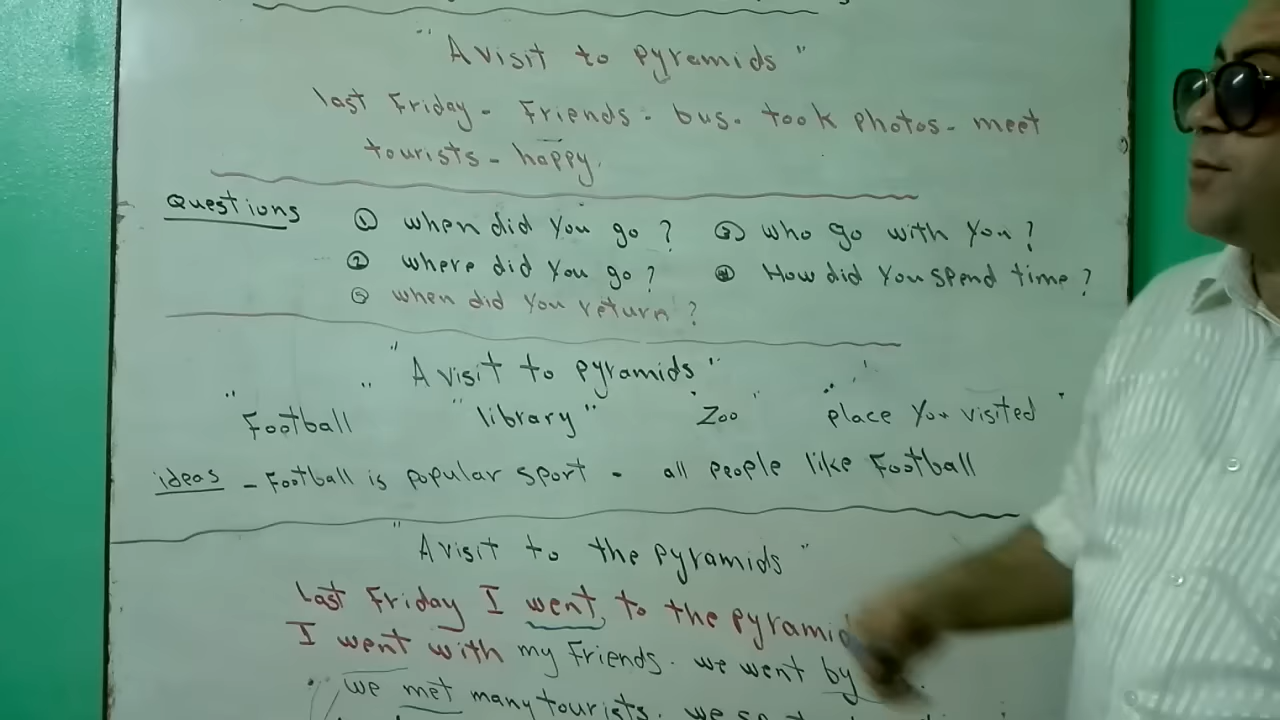 "A visit to pyramids"
last Friday - Friends - bus - took photos - meet
tourists - happy.
Questions ① when did you go? ③ who go with you?
② where did you go? ④ How did you spend time?
⑤ when did you return?
"A visit to pyramids"
"Football" "library" "Zoo" "place you visited"
ideas - Football is popular sport - all people like Football
"A visit to the pyramids"
last Friday I went to the pyramid
I went with my Friends. we went by
we met many tourists. we